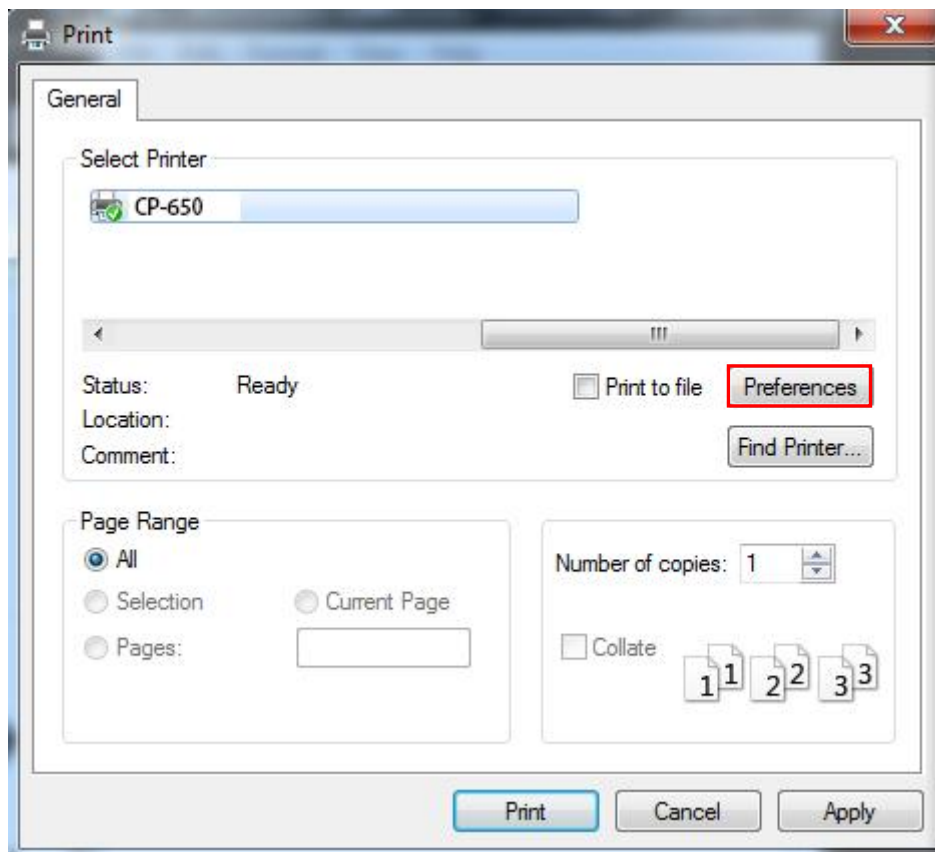 Print
General
Select Printer
CP-650
Status: Ready
Print to file
Preferences
Location:
Comment:
Find Printer...
Page Range
All
Selection
Current Page
Pages:
Number of copies: 1
Collate
1 1 2 2 3 3
Print
Cancel
Apply